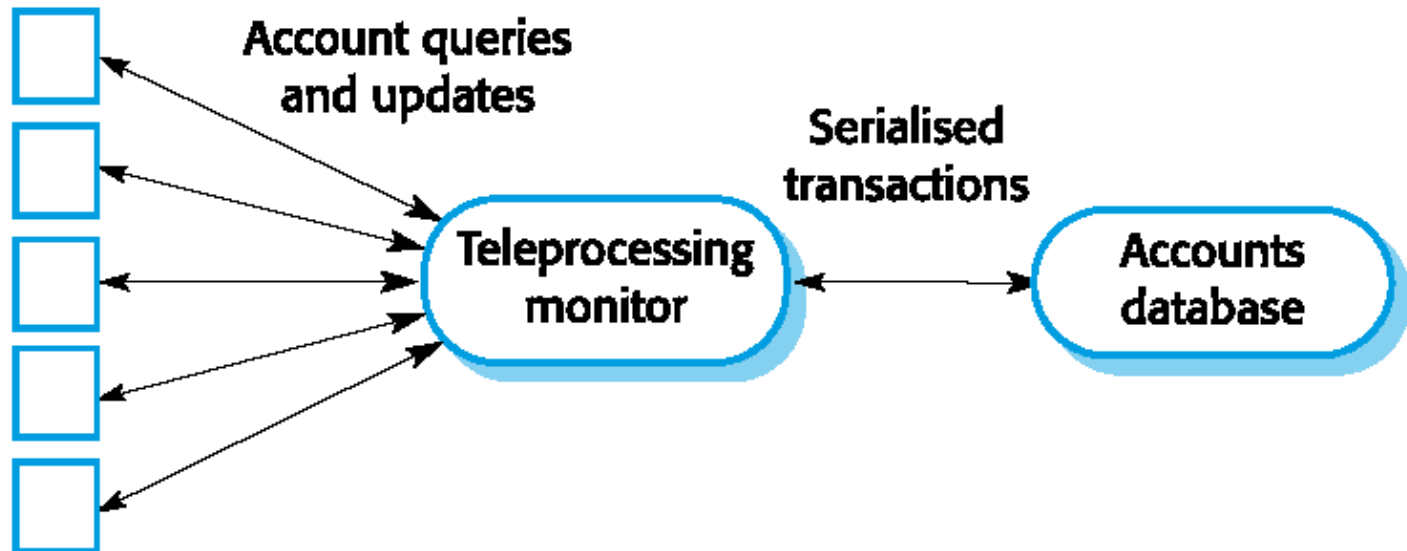 Account queries
and updates
Serialised
transactions
Teleprocessing
monitor
Accounts
database